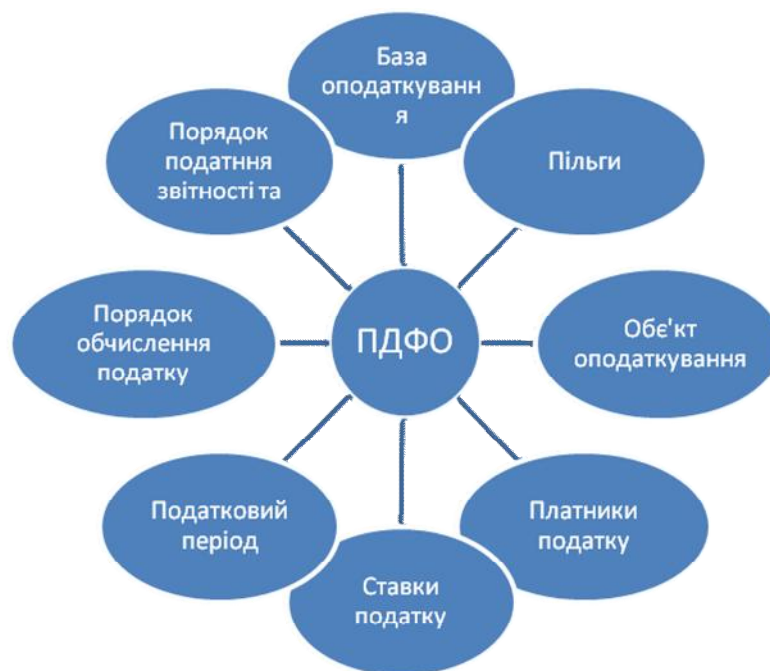 База
оподаткуванн
я
Порядок
податння
звітності та
Пільги
Порядок
обчислення
податку
ПДФО
Обє'кт
оподаткування
Податковий
період
Платники
податку
Ставки
податку